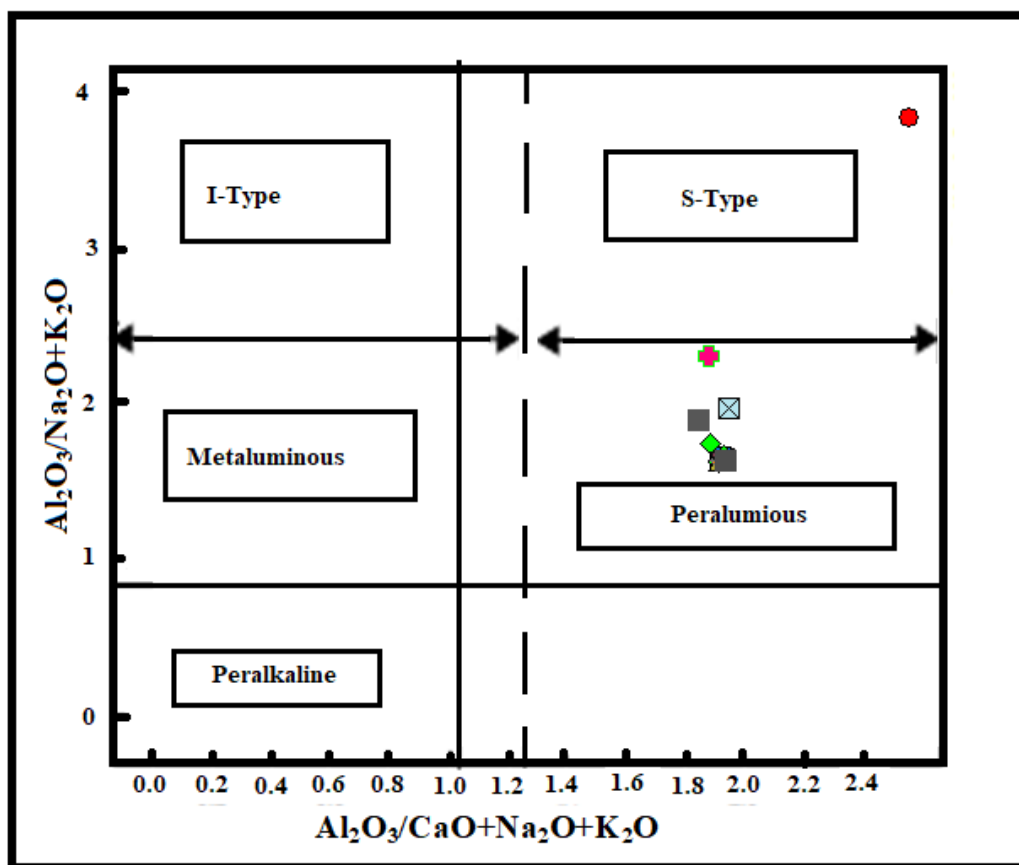 4
I-Type
S-Type
3
Al₂O₃/Na₂O+K₂O
2
Metaluminous
Peralumious
1
Peralkaline
0
0.0 0.2 0.4 0.6 0.8 1.0 1.2 1.4 1.6 1.8 2.0 2.2 2.4
Al₂O₃/CaO+Na₂O+K₂O